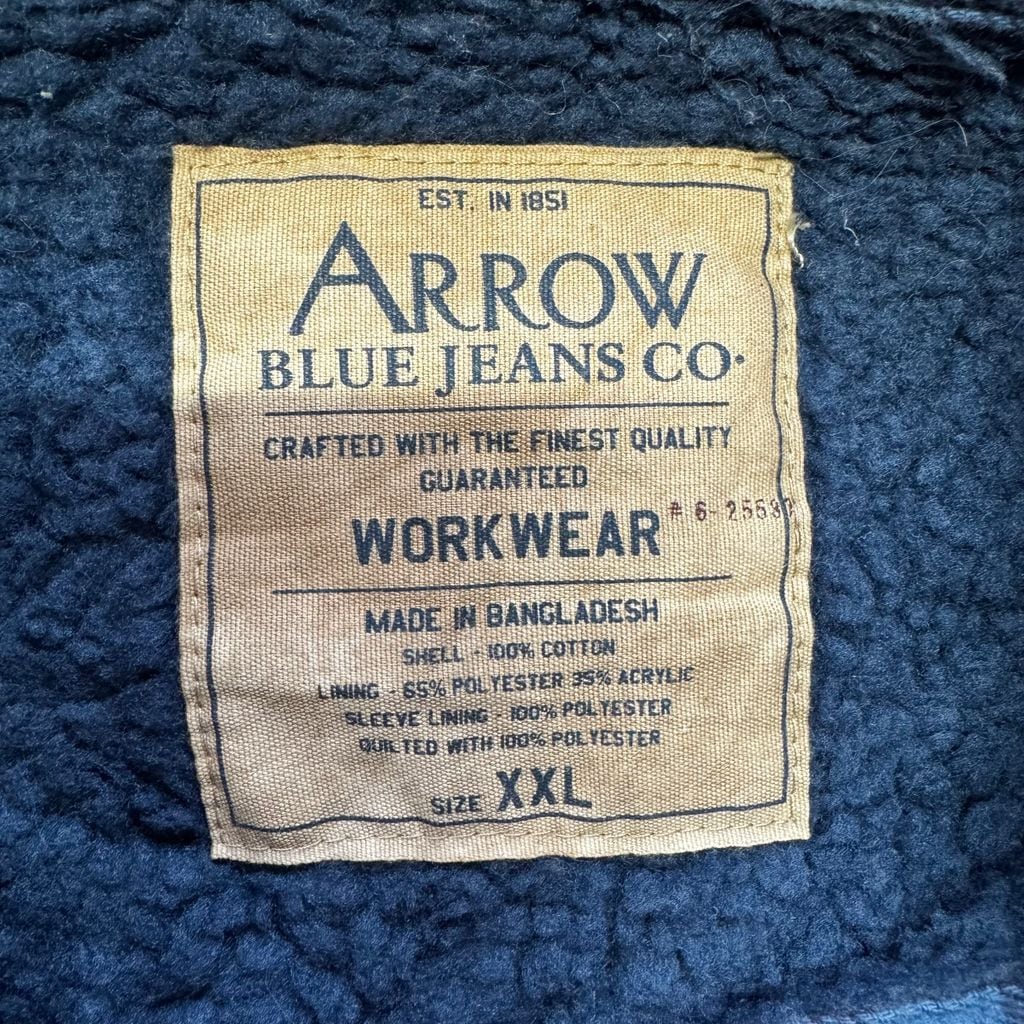 EST. IN 1851
ARROW
BLUE JEANS CO.
CRAFTED WITH THE FINEST QUALITY
GUARANTEED
WORKWEAR
MADE IN BANGLADESH
SHELL - 100% COTTON
LINING - 65% POLYESTER 35% ACRYLIC
SLEEVE LINING - 100% POLYESTER
QUILTED WITH 100% POLYESTER
SIZE XXL